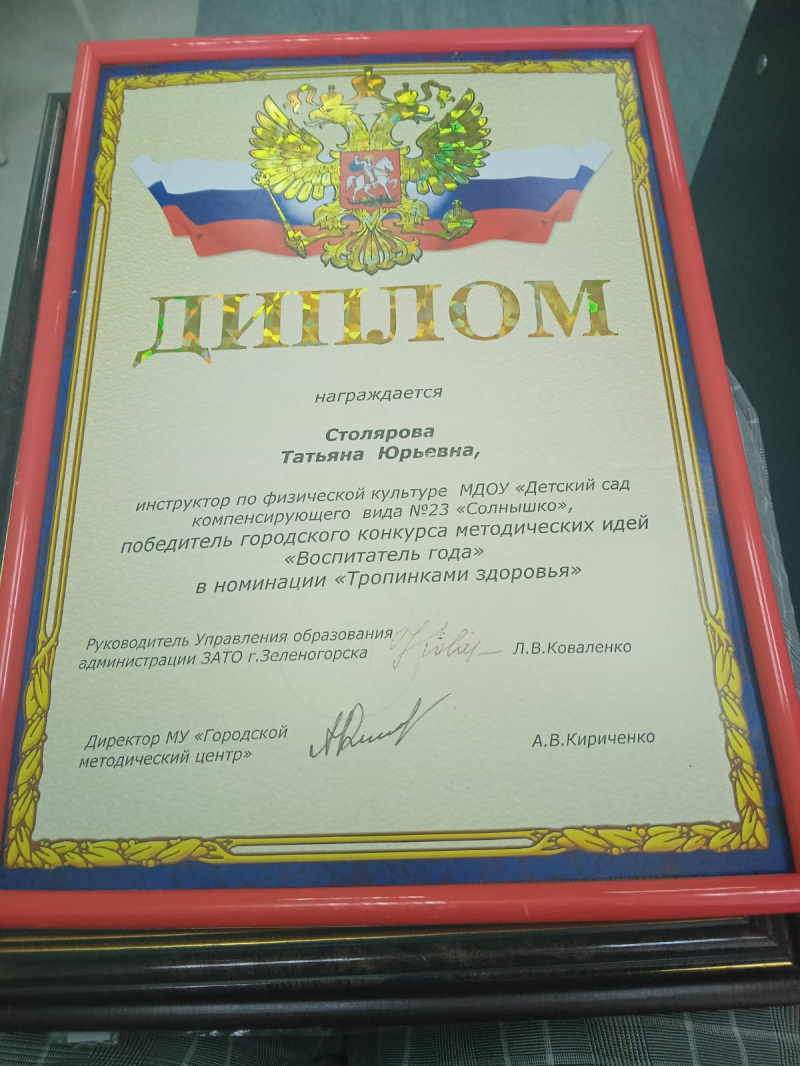 ДИПЛОМ
награждается
Столярова
Татьяна Юрьевна,
инструктор по физической культуре МДОУ «Детский сад
компенсирующего вида №23 «Солнышко»,
победитель городского конкурса методических идей
«Воспитатель года»
в номинации «Тропинками здоровья»
Руководитель Управления образования
администрации ЗАТО г.Зеленогорска Л.В.Коваленко
Директор МУ «Городской
методический центр» А.В.Кириченко